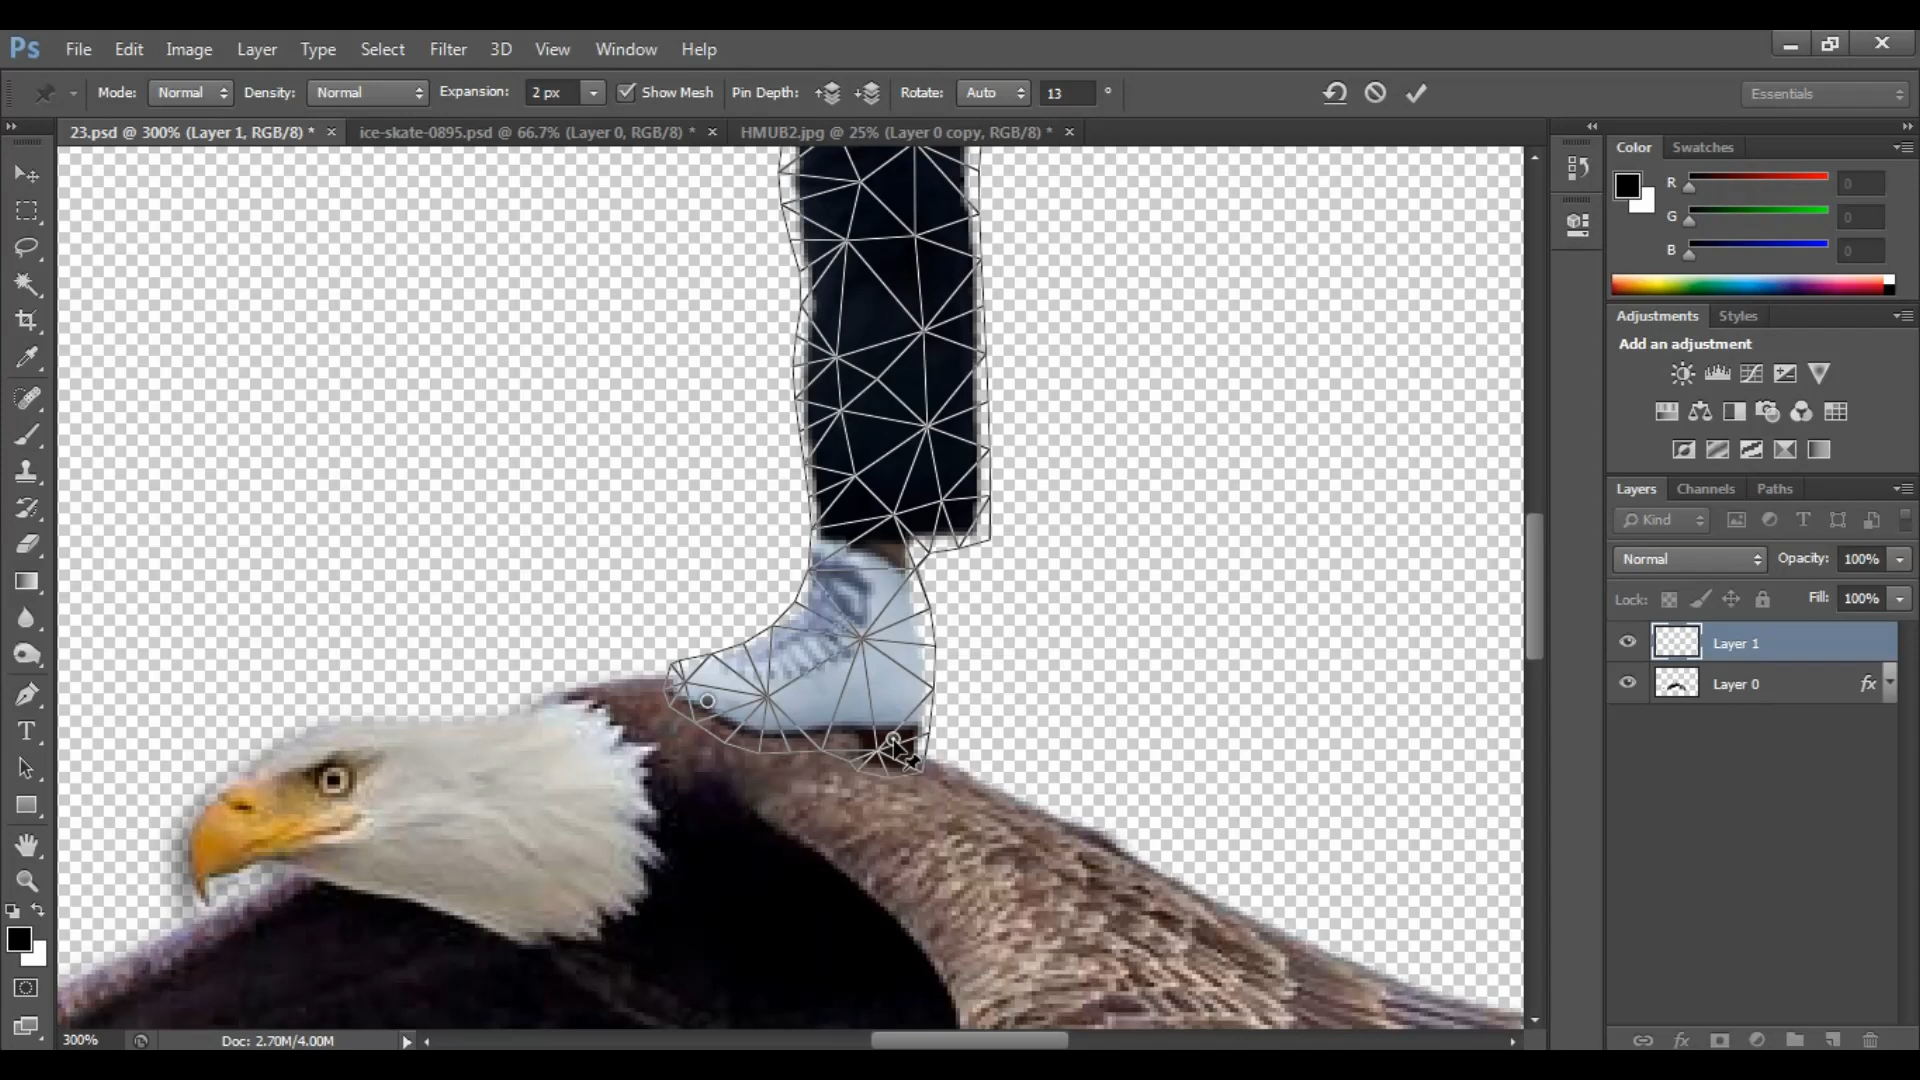 Ps File Edit Image Layer Type Select Filter 3D View Window Help
Mode: Normal Density: Normal Expansion: 2 px Show Mesh Pin Depth: Rotate: Auto 13 ° Essentials
23.psd @ 300% (Layer 1, RGB/8) * × ice-skate-0895.psd @ 66.7% (Layer 0, RGB/8) * × HMUB2.jpg @ 25% (Layer 0 copy, RGB/8) * ×
Color Swatches
R 0
G 0
B 0
Adjustments Styles
Add an adjustment
Layers Channels Paths
Kind
Normal Opacity: 100%
Lock: Fill: 100%
Layer 1
Layer 0 fx
300% Doc: 2.70M/4.00M